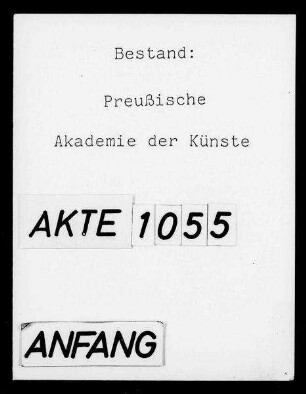 Bestand:
Preußische
Akademie der Künste
AKTE 1055
ANFANG